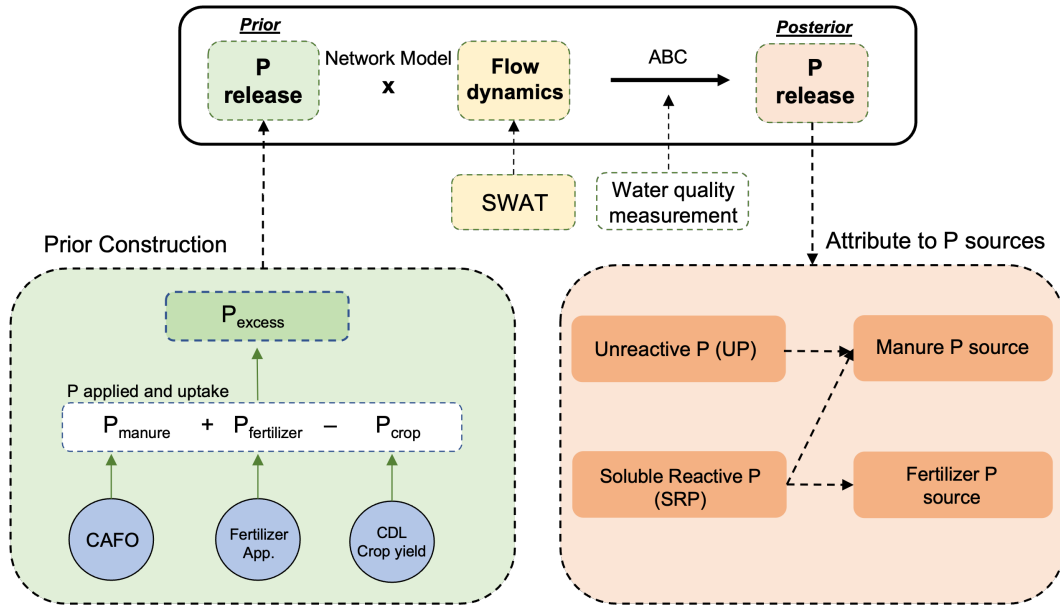 Prior
Posterior
P
release
Network Model
x
Flow
dynamics
ABC
P
release
SWAT
Water quality
measurement
Prior Construction
Attribute to P sources
Pexcess
P applied and uptake
Pmanure + Pfertilizer – Pcrop
CAFO
Fertilizer
App.
CDL
Crop yield
Unreactive P (UP)
Manure P source
Soluble Reactive P
(SRP)
Fertilizer P
source